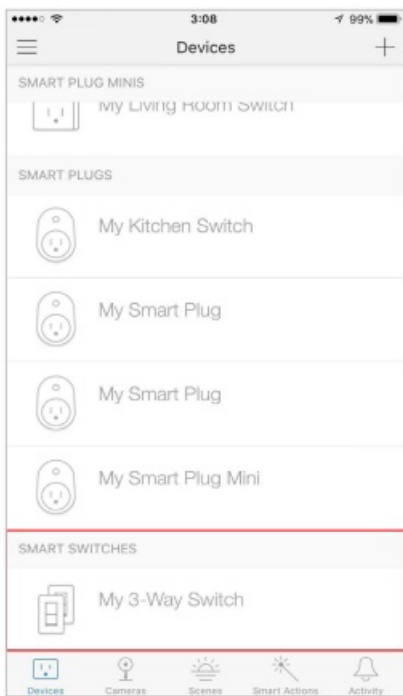 3:08
99%
Devices
SMART PLUG MINIS
My Living Room Switch
SMART PLUGS
My Kitchen Switch
My Smart Plug
My Smart Plug
My Smart Plug Mini
SMART SWITCHES
My 3-Way Switch
Devices Cameras Scenes Smart Actions Activity